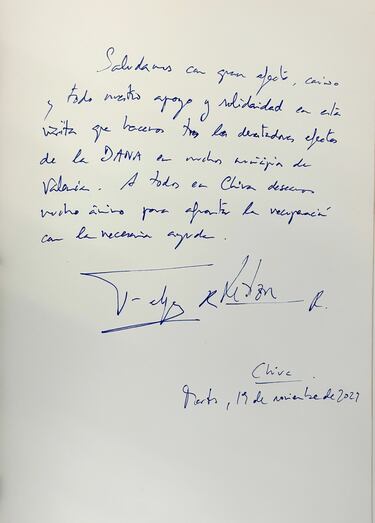 Saludamos con gran afecto, cariño
y todo nuestro apoyo y solidaridad en esta
visita que hacemos tras los devastadores efectos
de la DANA en muchos municipios de
Valencia. A todos en Chiva deseamos
mucho ánimo para afrontar la recuperación
con la necesaria ayuda.
Felipe R Letizia R.
Chiva
Martes, 19 de noviembre de 2024